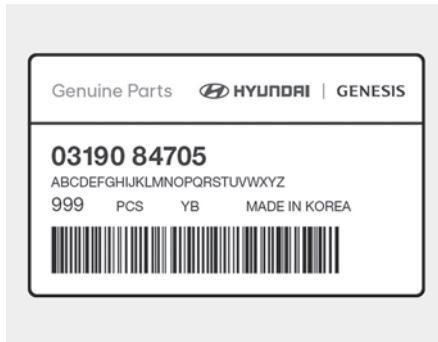 Genuine Parts HYUNDAI | GENESIS
03190 84705
ABCDEFGHIJKLMNOPQRSTUVWXYZ
999 PCS YB MADE IN KOREA